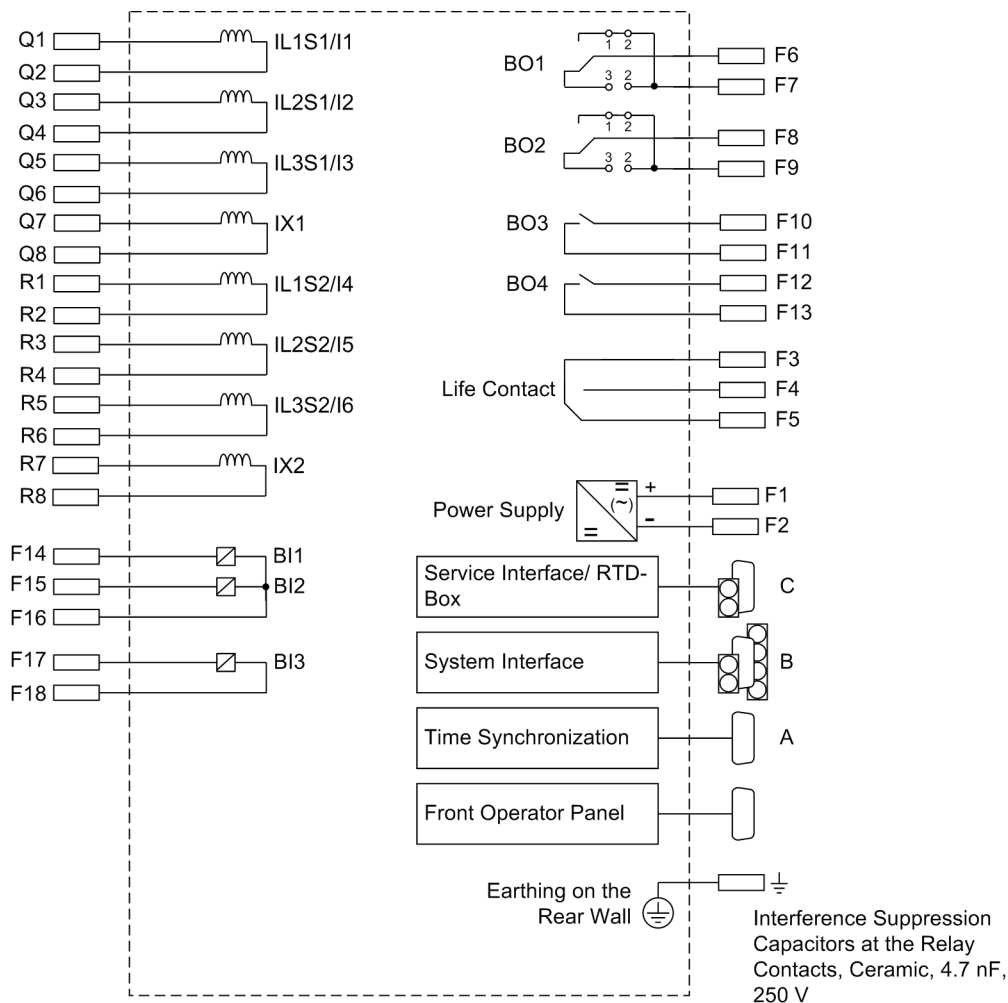 Q1
IL1S1/I1
Q2
Q3
IL2S1/I2
Q4
Q5
IL3S1/I3
Q6
Q7
IX1
Q8
R1
IL1S2/I4
R2
R3
IL2S2/I5
R4
R5
IL3S2/I6
R6
R7
IX2
R8
F14
BI1
F15
BI2
F16
F17
BI3
F18
BO1
1 2
3 2
F6
F7
BO2
1 2
3 2
F8
F9
BO3
F10
F11
BO4
F12
F13
Life Contact
F3
F4
F5
Power Supply
=
(~)
=
+
-
F1
F2
Service Interface/ RTD-
Box
C
System Interface
B
Time Synchronization
A
Front Operator Panel
Earthing on the
Rear Wall
Interference Suppression
Capacitors at the Relay
Contacts, Ceramic, 4.7 nF,
250 V